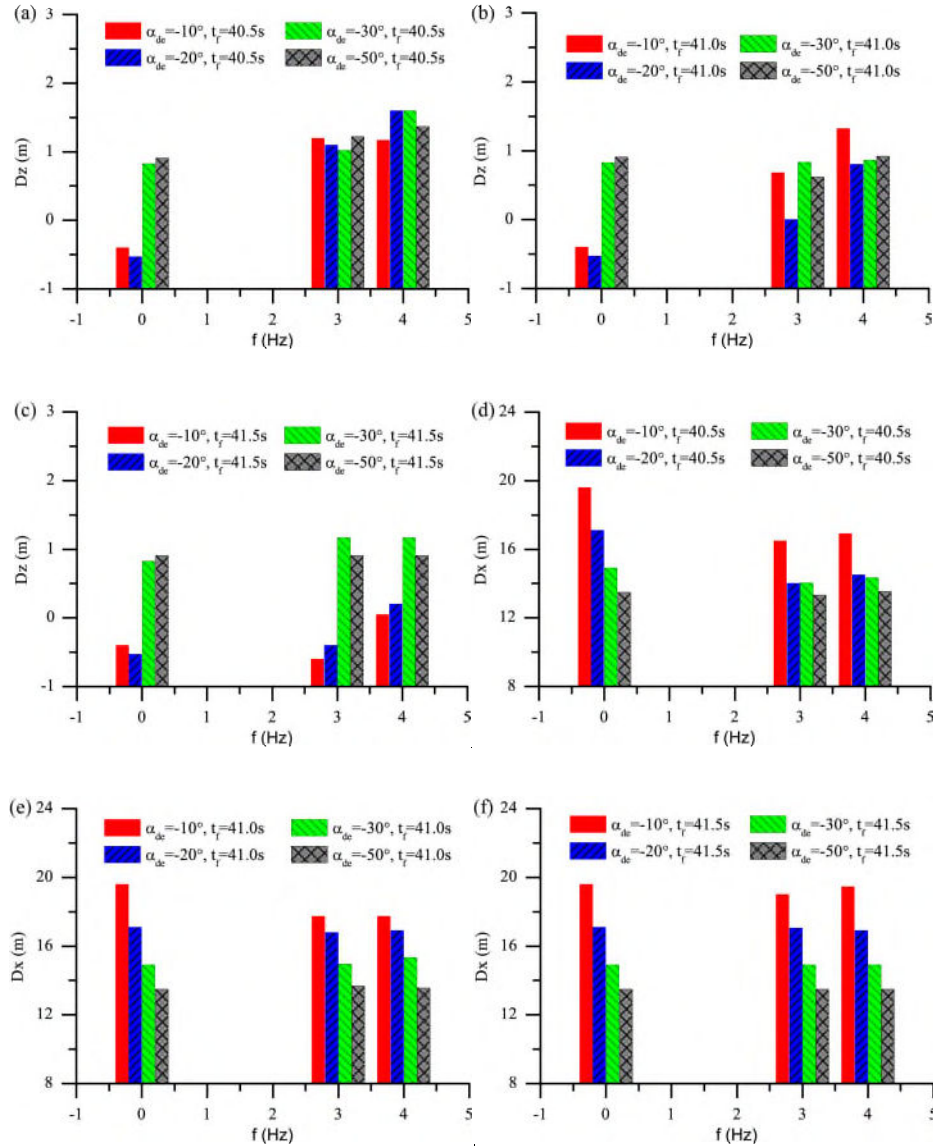 (a)
α_de=-10°, t_f=40.5s α_de=-30°, t_f=40.5s
α_de=-20°, t_f=40.5s α_de=-50°, t_f=40.5s
3
2
1
0
-1
Dz (m)
-1 0 1 2 3 4 5
f (Hz)
(b)
α_de=-10°, t_f=41.0s α_de=-30°, t_f=41.0s
α_de=-20°, t_f=41.0s α_de=-50°, t_f=41.0s
3
2
1
0
-1
Dz (m)
-1 0 1 2 3 4 5
f (Hz)
(c)
α_de=-10°, t_f=41.5s α_de=-30°, t_f=41.5s
α_de=-20°, t_f=41.5s α_de=-50°, t_f=41.5s
3
2
1
0
-1
Dz (m)
-1 0 1 2 3 4 5
f (Hz)
(d)
α_de=-10°, t_f=40.5s α_de=-30°, t_f=40.5s
α_de=-20°, t_f=40.5s α_de=-50°, t_f=40.5s
24
20
16
12
8
Dx (m)
-1 0 1 2 3 4 5
f (Hz)
(e)
α_de=-10°, t_f=41.0s α_de=-30°, t_f=41.0s
α_de=-20°, t_f=41.0s α_de=-50°, t_f=41.0s
24
20
16
12
8
Dx (m)
-1 0 1 2 3 4 5
f (Hz)
(f)
α_de=-10°, t_f=41.5s α_de=-30°, t_f=41.5s
α_de=-20°, t_f=41.5s α_de=-50°, t_f=41.5s
24
20
16
12
8
Dx (m)
-1 0 1 2 3 4 5
f (Hz)